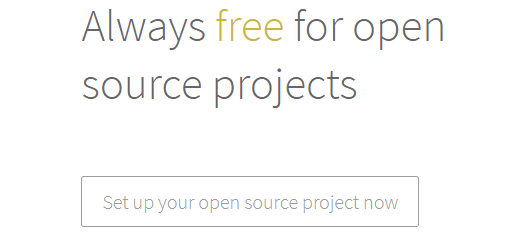 Always free for open
source projects
Set up your open source project now